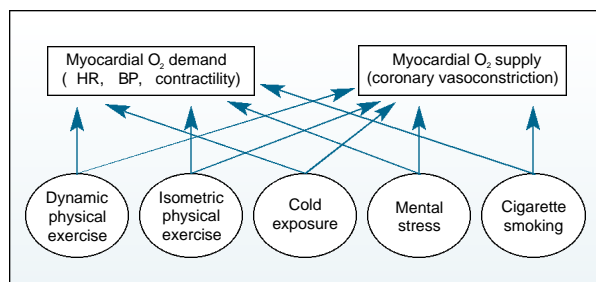 Myocardial O₂ demand
( HR, BP, contractility)
Myocardial O₂ supply
(coronary vasoconstriction)
Dynamic
physical
exercise
Isometric
physical
exercise
Cold
exposure
Mental
stress
Cigarette
smoking